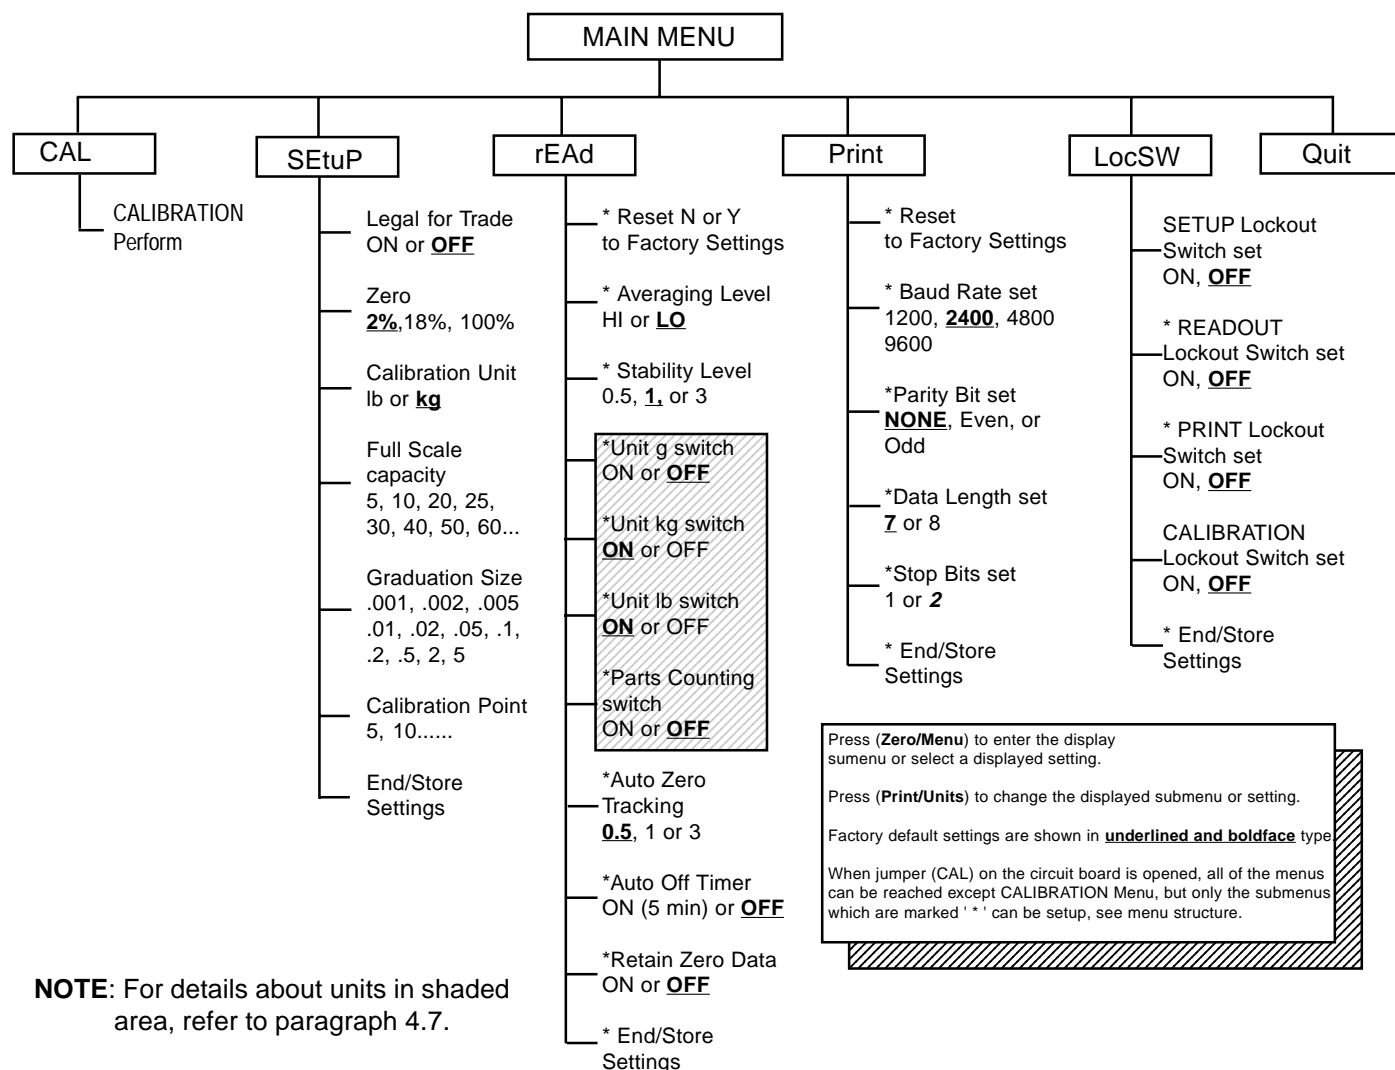 MAIN MENU
CAL
SEtuP
rEAd
Print
LocSW
Quit
CALIBRATION
Perform
Legal for Trade
ON or OFF
Zero
2%,18%, 100%
Calibration Unit
lb or kg
Full Scale
capacity
5, 10, 20, 25,
30, 40, 50, 60...
Graduation Size
.001, .002, .005
.01, .02, .05, .1,
.2, .5, 2, 5
Calibration Point
5, 10......
End/Store
Settings
* Reset N or Y
to Factory Settings
* Averaging Level
HI or LO
* Stability Level
0.5, 1, or 3
*Unit g switch
ON or OFF
*Unit kg switch
ON or OFF
*Unit lb switch
ON or OFF
*Parts Counting
switch
ON or OFF
*Auto Zero
Tracking
0.5, 1 or 3
*Auto Off Timer
ON (5 min) or OFF
*Retain Zero Data
ON or OFF
* End/Store
Settings
* Reset
to Factory Settings
* Baud Rate set
1200, 2400, 4800
9600
*Parity Bit set
NONE, Even, or
Odd
*Data Length set
7 or 8
*Stop Bits set
1 or 2
* End/Store
Settings
SETUP Lockout
Switch set
ON, OFF
* READOUT
Lockout Switch set
ON, OFF
* PRINT Lockout
Switch set
ON, OFF
CALIBRATION
Lockout Switch set
ON, OFF
* End/Store
Settings
Press (Zero/Menu) to enter the display
sumenu or select a displayed setting.
Press (Print/Units) to change the displayed submenu or setting.
Factory default settings are shown in underlined and boldface type.
When jumper (CAL) on the circuit board is opened, all of the menus
can be reached except CALIBRATION Menu, but only the submenus
which are marked ' * ' can be setup, see menu structure.
NOTE: For details about units in shaded
area, refer to paragraph 4.7.